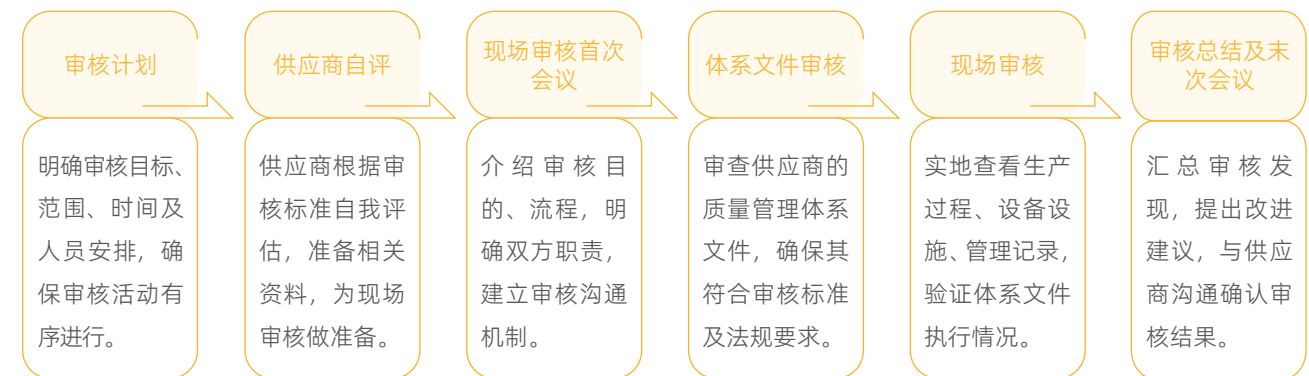 审核计划
明确审核目标、
范围、时间及
人员安排，确
保审核活动有
序进行。
供应商自评
供应商根据审
核标准自我评
估，准备相关
资料，为现场
审核做准备。
现场审核首次
会议
介绍审核目
的、流程，明
确双方职责，
建立审核沟通
机制。
体系文件审核
审查供应商的
质量管理体系
文件，确保其
符合审核标准
及法规要求。
现场审核
实地查看生产
过程、设备设
施、管理记录，
验证体系文件
执行情况。
审核总结及末
次会议
汇总审核发
现，提出改进
建议，与供应
商沟通确认审
核结果。